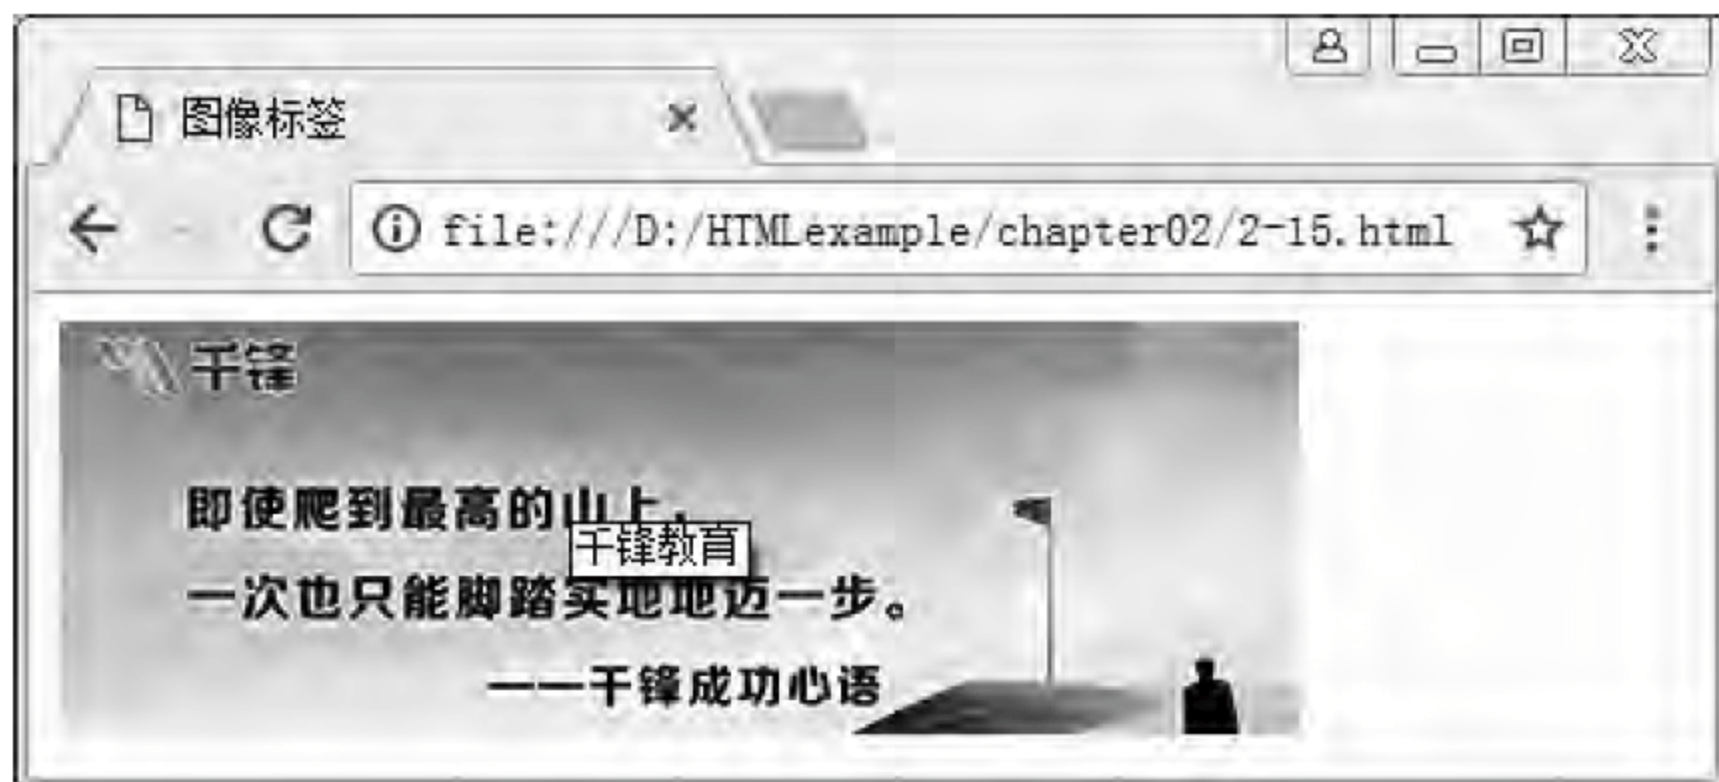 图像标签
file:///D:/HTMLexample/chapter02/2-15.html
千锋
即使爬到最高的山上，
千锋教育
一次也只能脚踏实地地迈一步。
——千锋成功心语